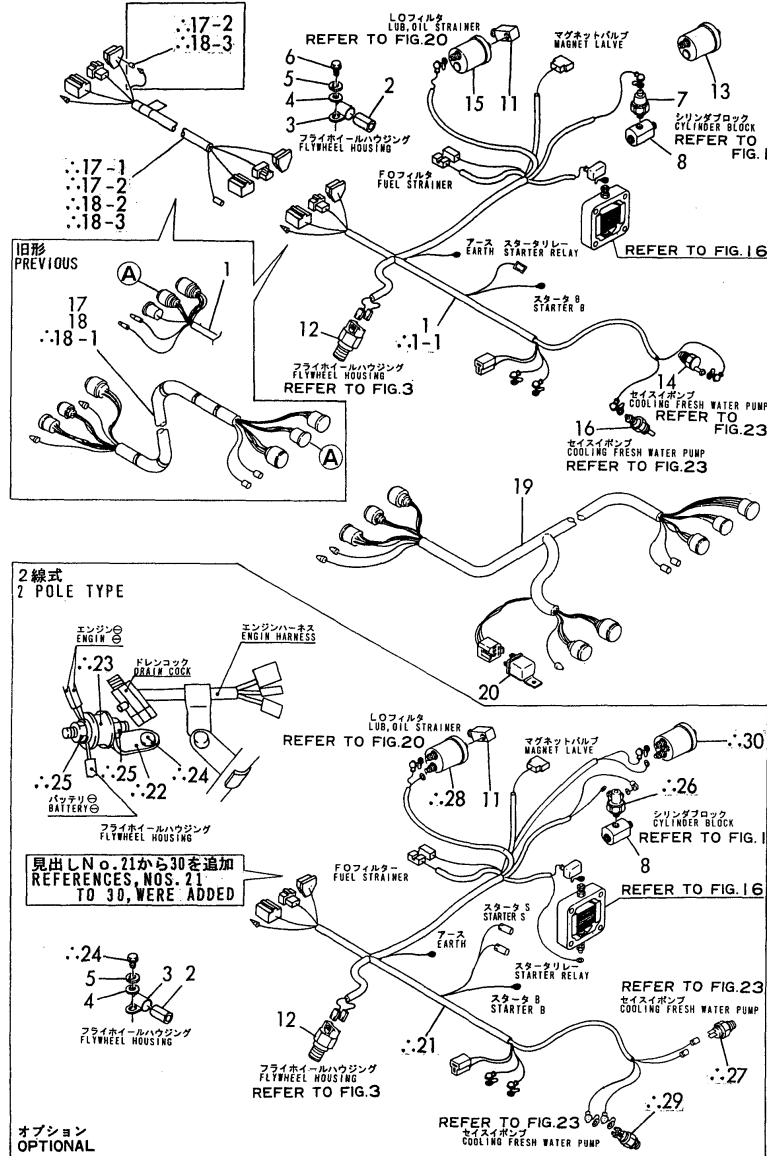 ∴17-2
∴18-3
6
5
4
3
2
フライホイールハウジング
FLYWHEEL HOUSING
LOフィルタ
LUB,OIL STRAINER
REFER TO FIG.20
15
11
マグネットバルブ
MAGNET LALVE
13
7
シリンダブロック
CYLINDER BLOCK
REFER TO
FIG.
8
∴17-1
∴17-2
∴18-2
∴18-3
FOフィルタ
FUEL STRAINER
REFER TO FIG.16
旧形
PREVIOUS
A
1
17
18
∴18-1
A
アース
スタータリレー
STARTER RELAY
スタータB
STARTER B
1
∴1-1
12
フライホイールハウジング
FLYWHEEL HOUSING
REFER TO FIG.3
14
セイスイポンプ
COOLING FRESH WATER PUMP
REFER TO
FIG.23
16
セイスイポンプ
COOLING FRESH WATER PUMP
REFER TO FIG.23
19
20
2線式
2 POLE TYPE
エンジン⊖
ENGIN ⊖
∴23
ドレンコック
DRAIN COCK
エンジンハーネス
ENGIN HARNESS
∴25
∴25
∴22
∴24
バッテリ⊖
BATTERY⊖
フライホイールハウジング
FLYWHEEL HOUSING
LOフィルタ
LUB,OIL STRAINER
REFER TO FIG.20
∴28
11
マグネットバルブ
MAGNET LALVE
∴30
∴26
シリンダブロック
CYLINDER BLOCK
REFER TO FIG.1
8
見出しNo.21から30を追加
REFERENCES,NOS.21
TO 30,WERE ADDED
FOフィルター
FUEL STRAINER
REFER TO FIG.16
スタータS
STARTER S
アース
EARTH
スタータリレー
STARTER RELAY
スタータB
STARTER B
∴24
5
4
3
2
フライホイールハウジング
FLYWHEEL HOUSING
12
フライホイールハウジング
FLYWHEEL HOUSING
REFER TO FIG.3
∴21
REFER TO FIG.23
セイスイポンプ
COOLING FRESH WATER PUMP
∴27
∴29
REFER TO FIG.23
セイスイポンプ
COOLING FRESH WATER PUMP
オプション
OPTIONAL